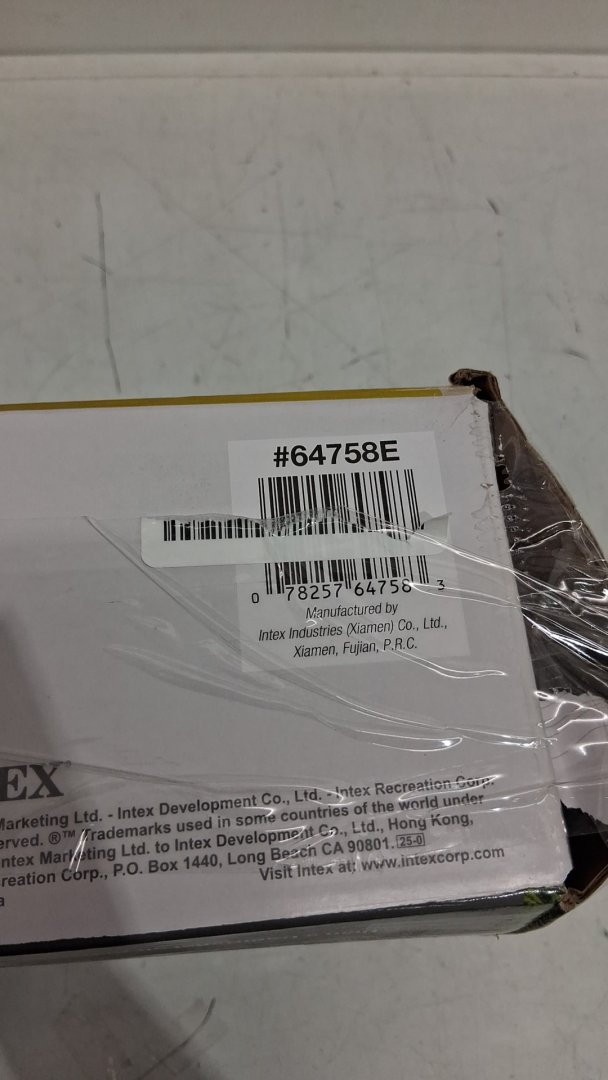 #64758E
0 78257 64758 3
Manufactured by
Intex Industries (Xiamen) Co., Ltd.,
Xiamen, Fujian, P.R.C.
EX®
Marketing Ltd. - Intex Development Co., Ltd. - Intex Recreation Corp.
erved. ®™ Trademarks used in some countries of the world under
ntex Marketing Ltd. to Intex Development Co., Ltd., Hong Kong,
reation Corp., P.O. Box 1440, Long Beach CA 90801. 25-0
Visit Intex at: www.intexcorp.com
a